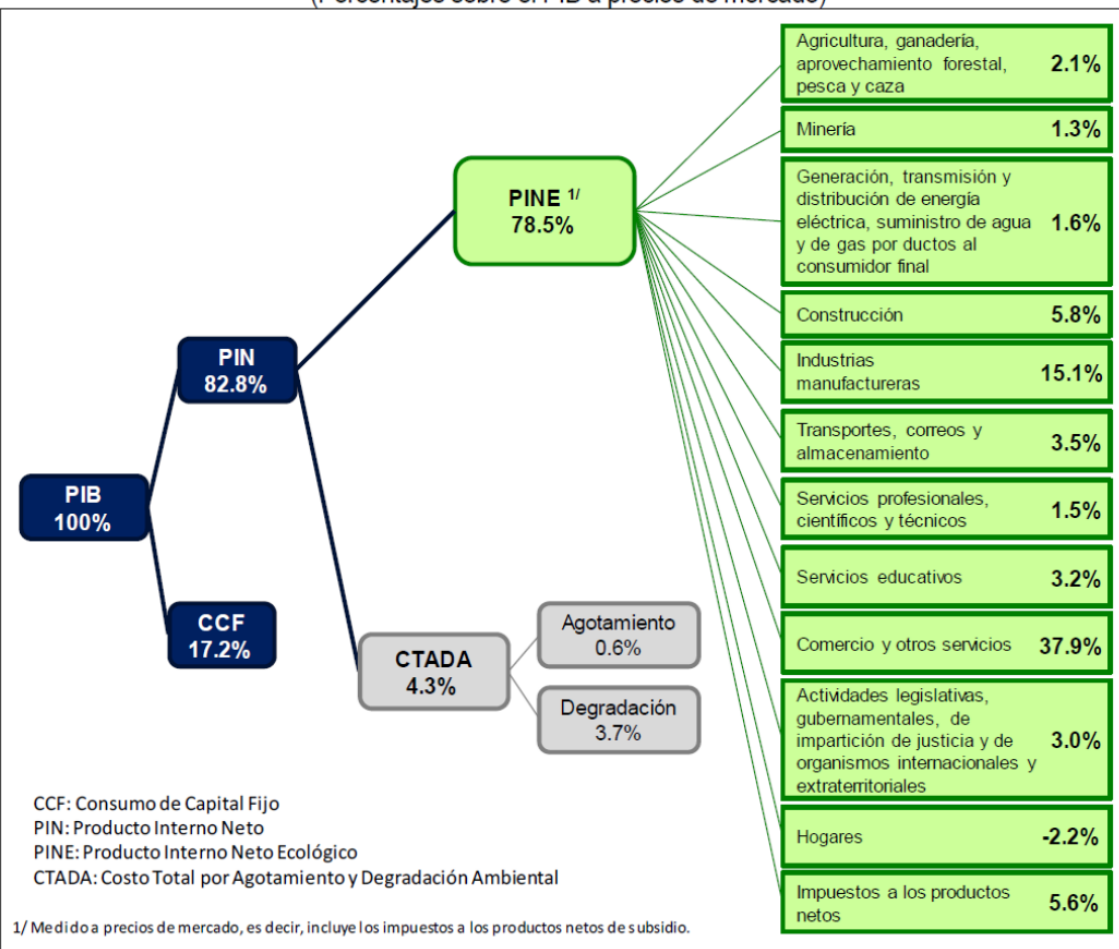 (Porcentajes sobre el PIB a precios de mercado)
PIB
100%
PIN
82.8%
CCF
17.2%
PINE 1/
78.5%
CTADA
4.3%
Agotamiento
0.6%
Degradación
3.7%
Agricultura, ganadería,
aprovechamiento forestal,
pesca y caza
2.1%
Minería
1.3%
Generación, transmisión y
distribución de energía
eléctrica, suministro de agua
y de gas por ductos al
consumidor final
1.6%
Construcción
5.8%
Industrias
manufactureras
15.1%
Transportes, correos y
almacenamiento
3.5%
Servicios profesionales,
científicos y técnicos
1.5%
Servicios educativos
3.2%
Comercio y otros servicios
37.9%
Actividades legislativas,
gubernamentales, de
impartición de justicia y de
organismos internacionales y
extraterritoriales
3.0%
Hogares
-2.2%
Impuestos a los productos
netos
5.6%
CCF: Consumo de Capital Fijo
PIN: Producto Interno Neto
PINE: Producto Interno Neto Ecológico
CTADA: Costo Total por Agotamiento y Degradación Ambiental
1/ Medido a precios de mercado, es decir, incluye los impuestos a los productos netos de subsidio.